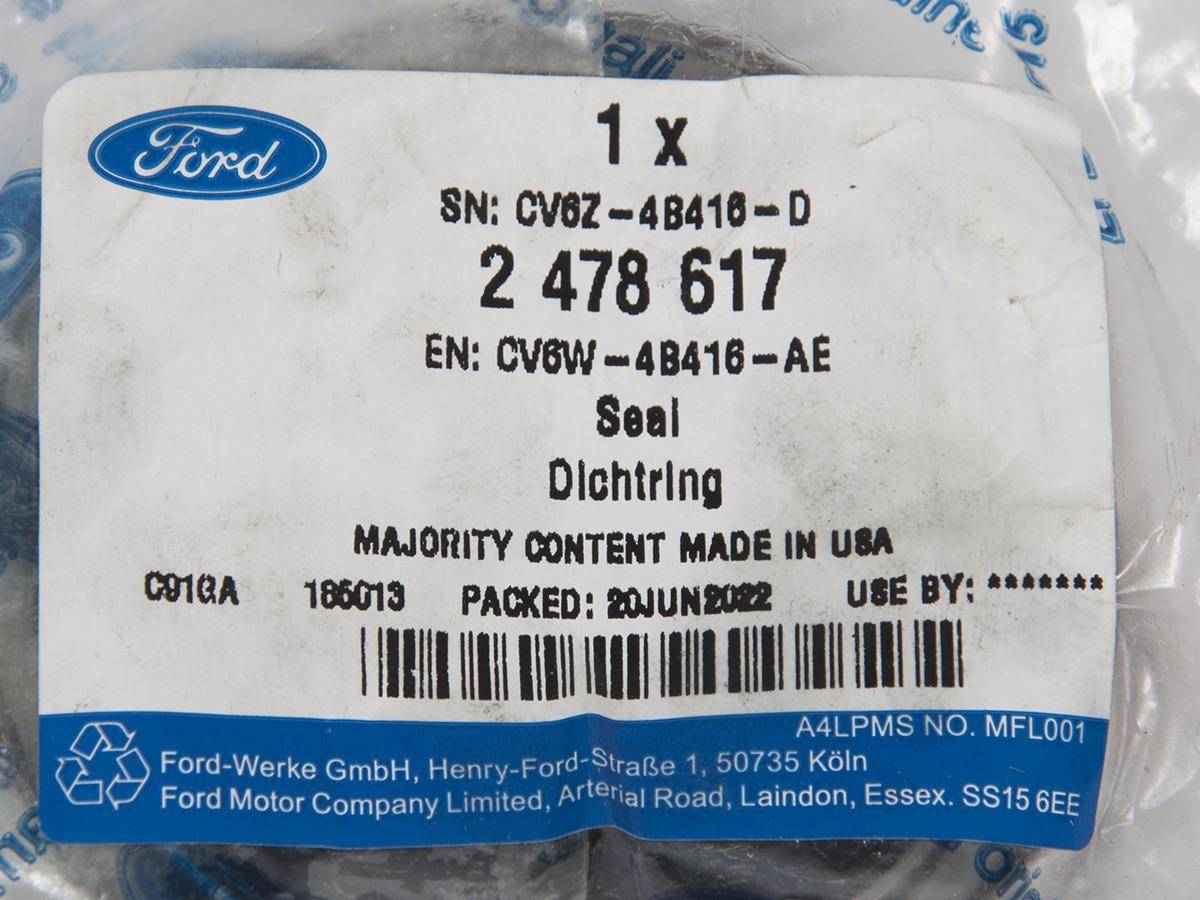 Ford
1 x
SN: CV6Z-4B416-D
2 478 617
EN: CV6W-4B416-AE
Seal
Dichtring
MAJORITY CONTENT MADE IN USA
C91GA 185013 PACKED: 20JUN2022 USE BY: *******
A4LPMS NO. MFL001
Ford-Werke GmbH, Henry-Ford-Straße 1, 50735 Köln
Ford Motor Company Limited, Arterial Road, Laindon, Essex. SS15 6EE